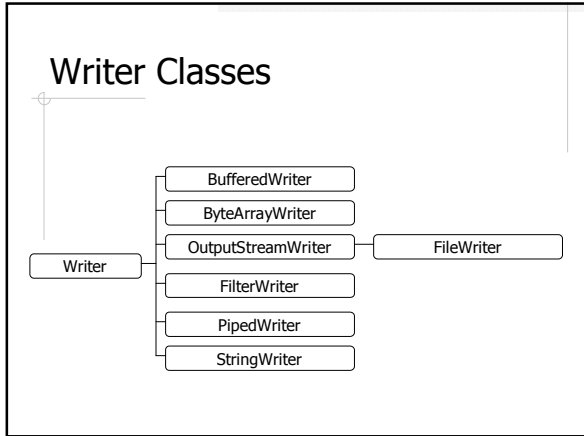 Writer Classes
BufferedWriter
ByteArrayWriter
OutputStreamWriter
FileWriter
Writer
FilterWriter
PipedWriter
StringWriter